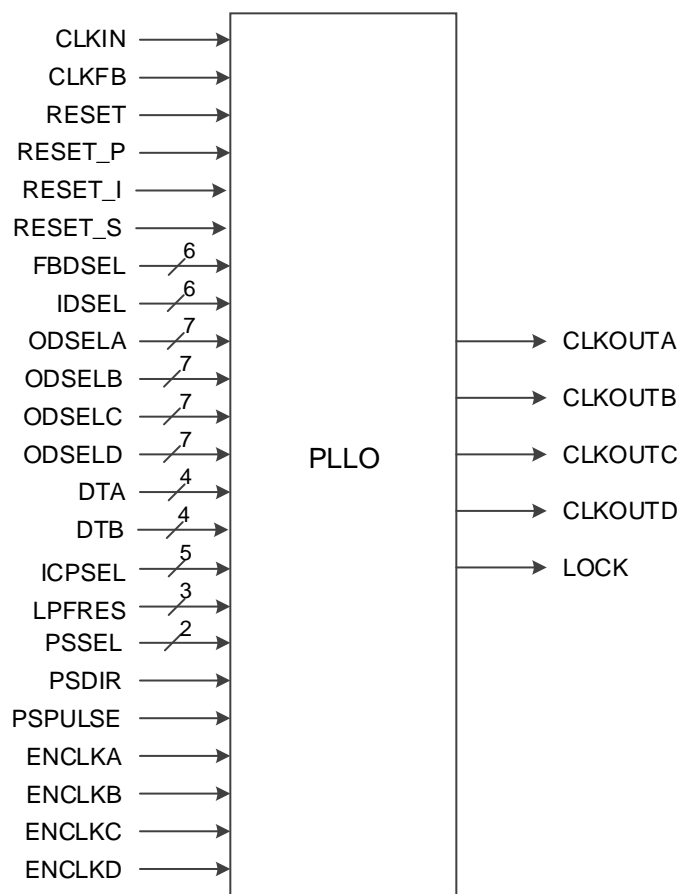 CLKIN
CLKFB
RESET
RESET_P
RESET_I
RESET_S
FBDSEL 6
IDSEL 6
ODSELA 7
ODSELB 7
ODSELC 7
ODSELD 7
DTA 4
DTB 4
ICPSEL 5
LPFRES 3
PSSEL 2
PSDIR
PSPULSE
ENCLKA
ENCLKB
ENCLKC
ENCLKD
PLLO
CLKOUTA
CLKOUTB
CLKOUTC
CLKOUTD
LOCK